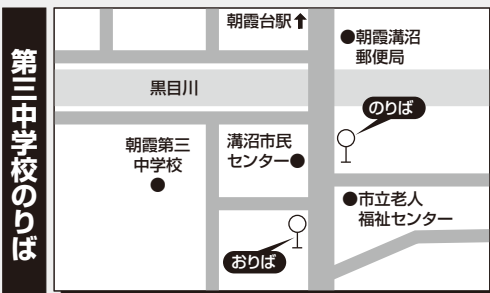 第三中学校のりば
朝霞台駅↑
●朝霞溝沼
郵便局
黒目川
のりば
朝霞第三
中学校
●
溝沼市民
センター●
●市立老人
福祉センター
おりば